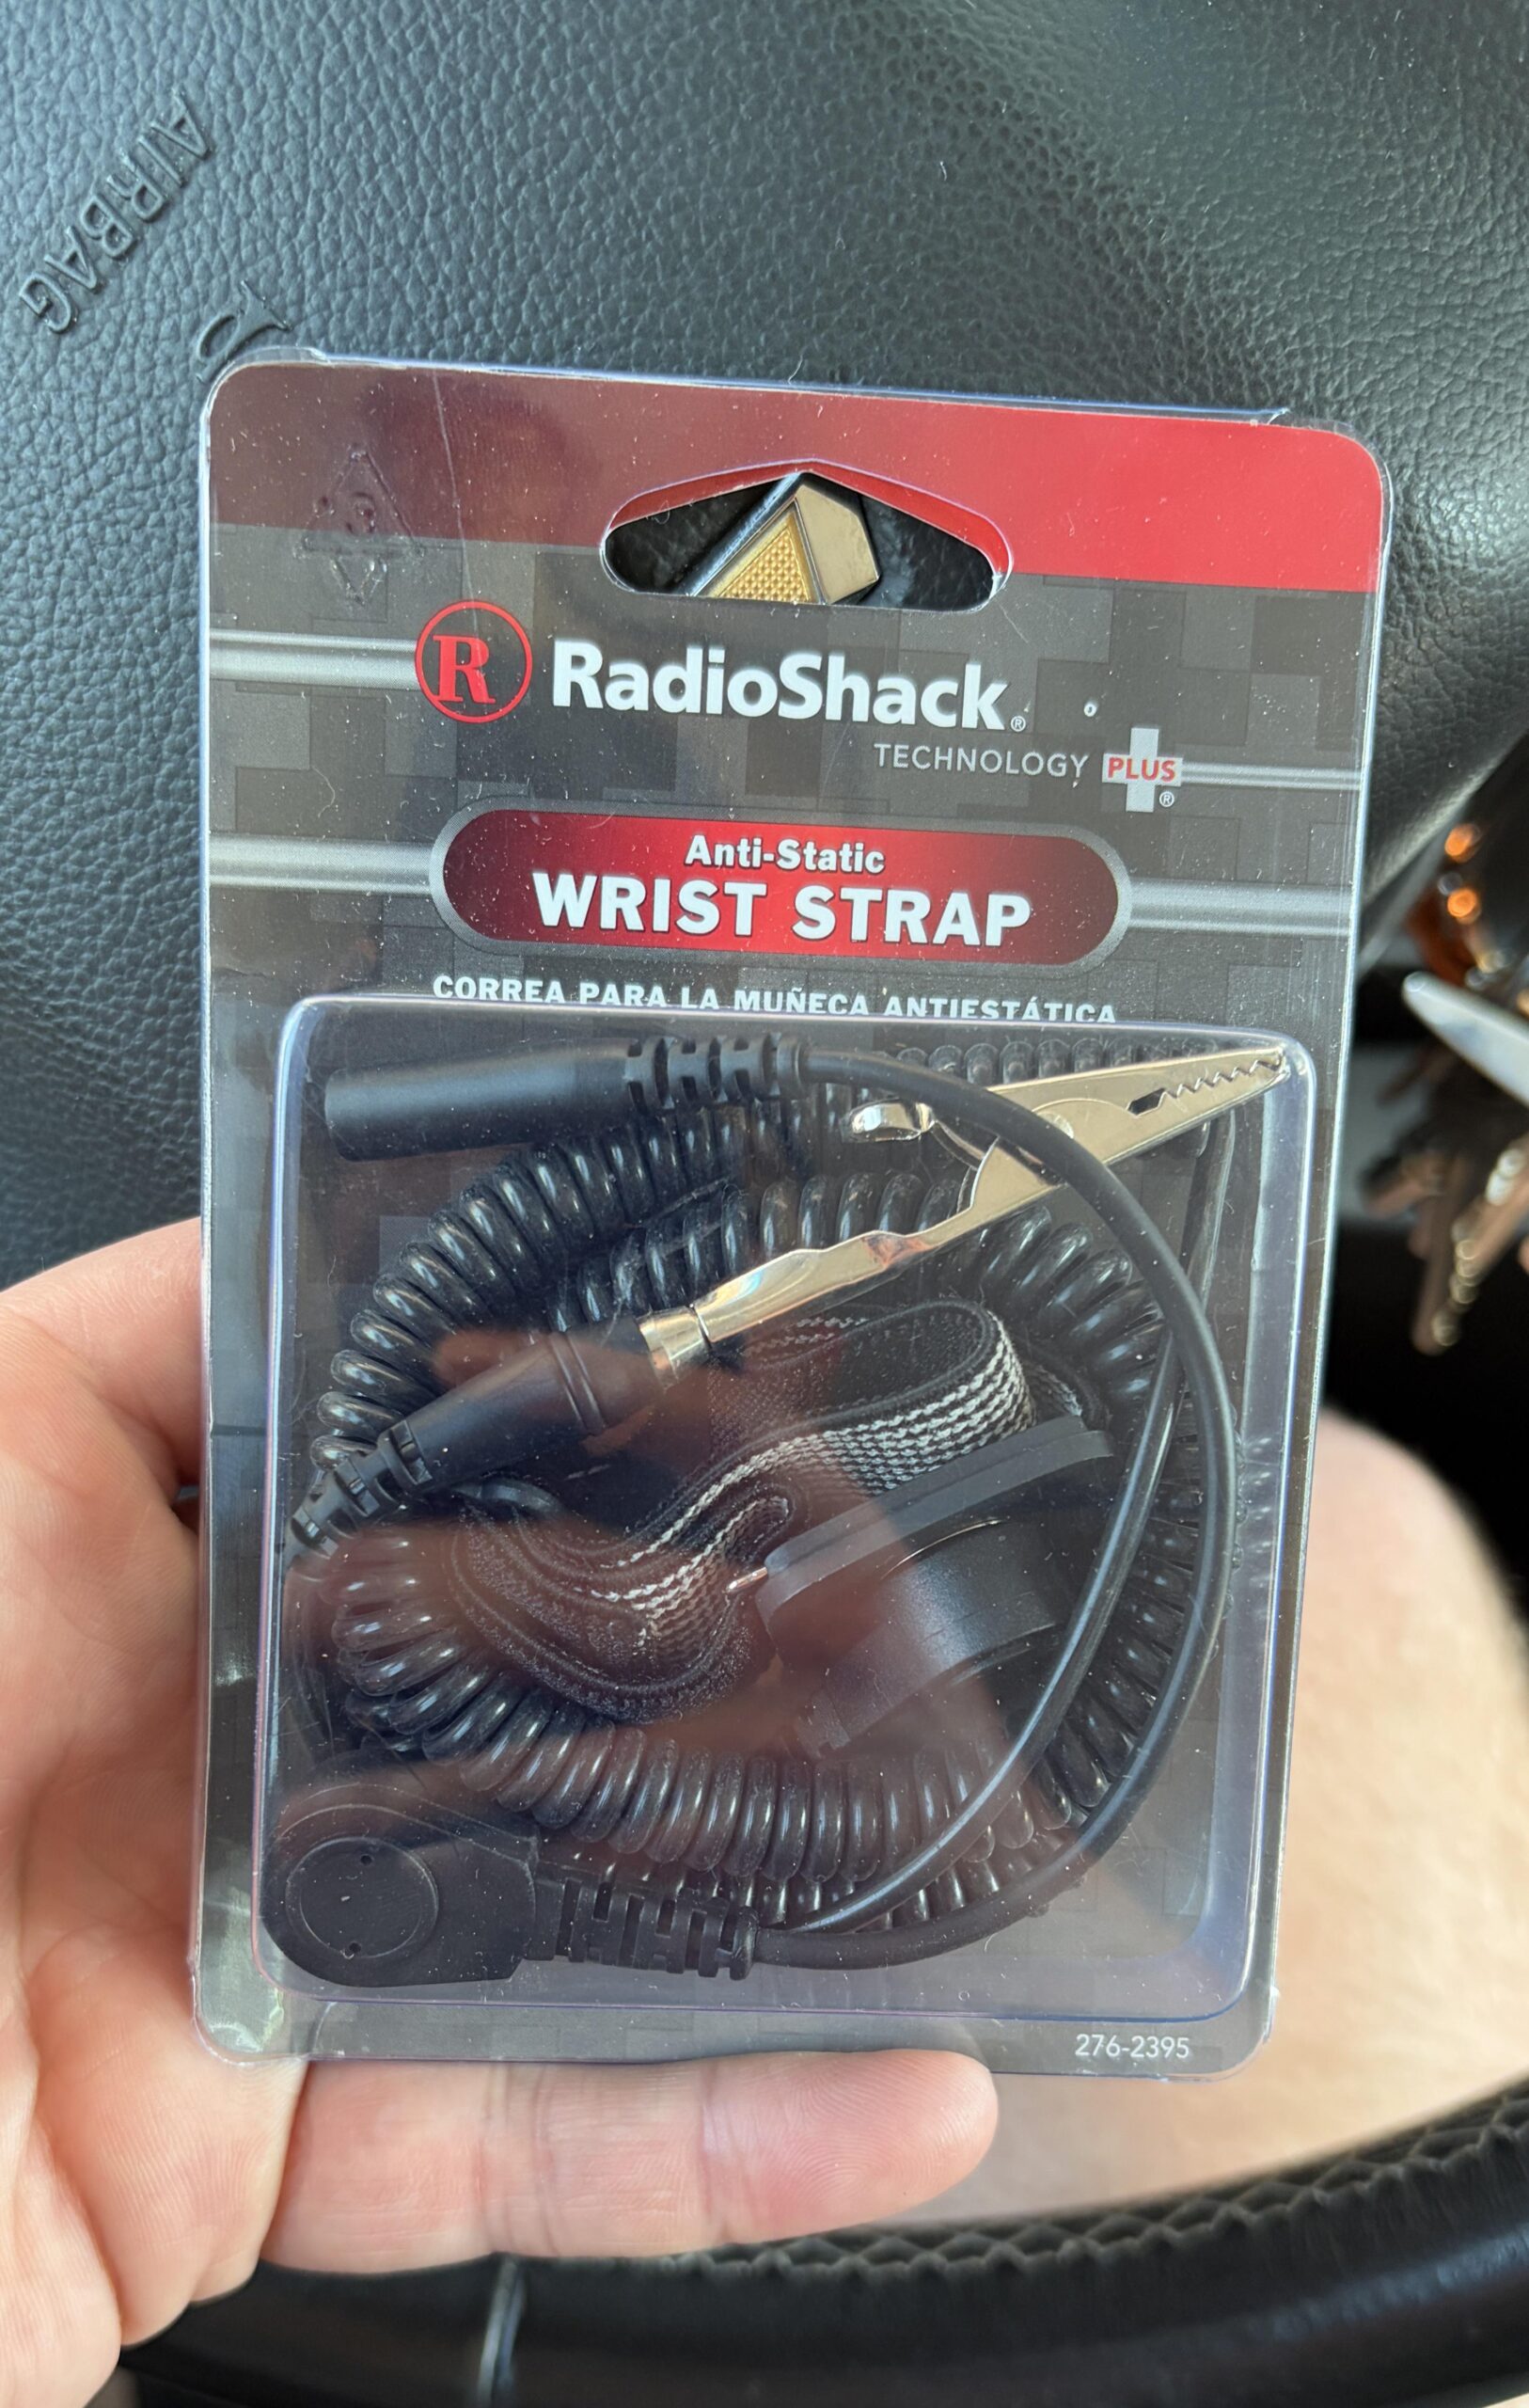 AIRBAG
R RadioShack®
TECHNOLOGY PLUS®
Anti-Static
WRIST STRAP
CORREA PARA LA MUÑECA ANTIESTÁTICA
276-2395